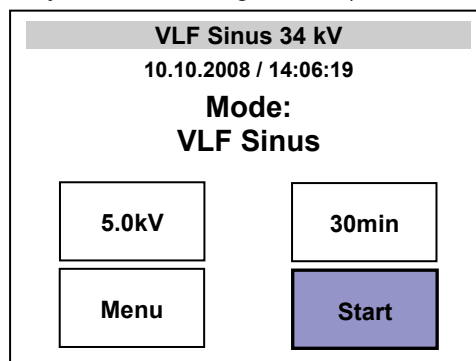 VLF Sinus 34 kV
10.10.2008 / 14:06:19
Mode:
VLF Sinus
5.0kV
30min
Menu
Start